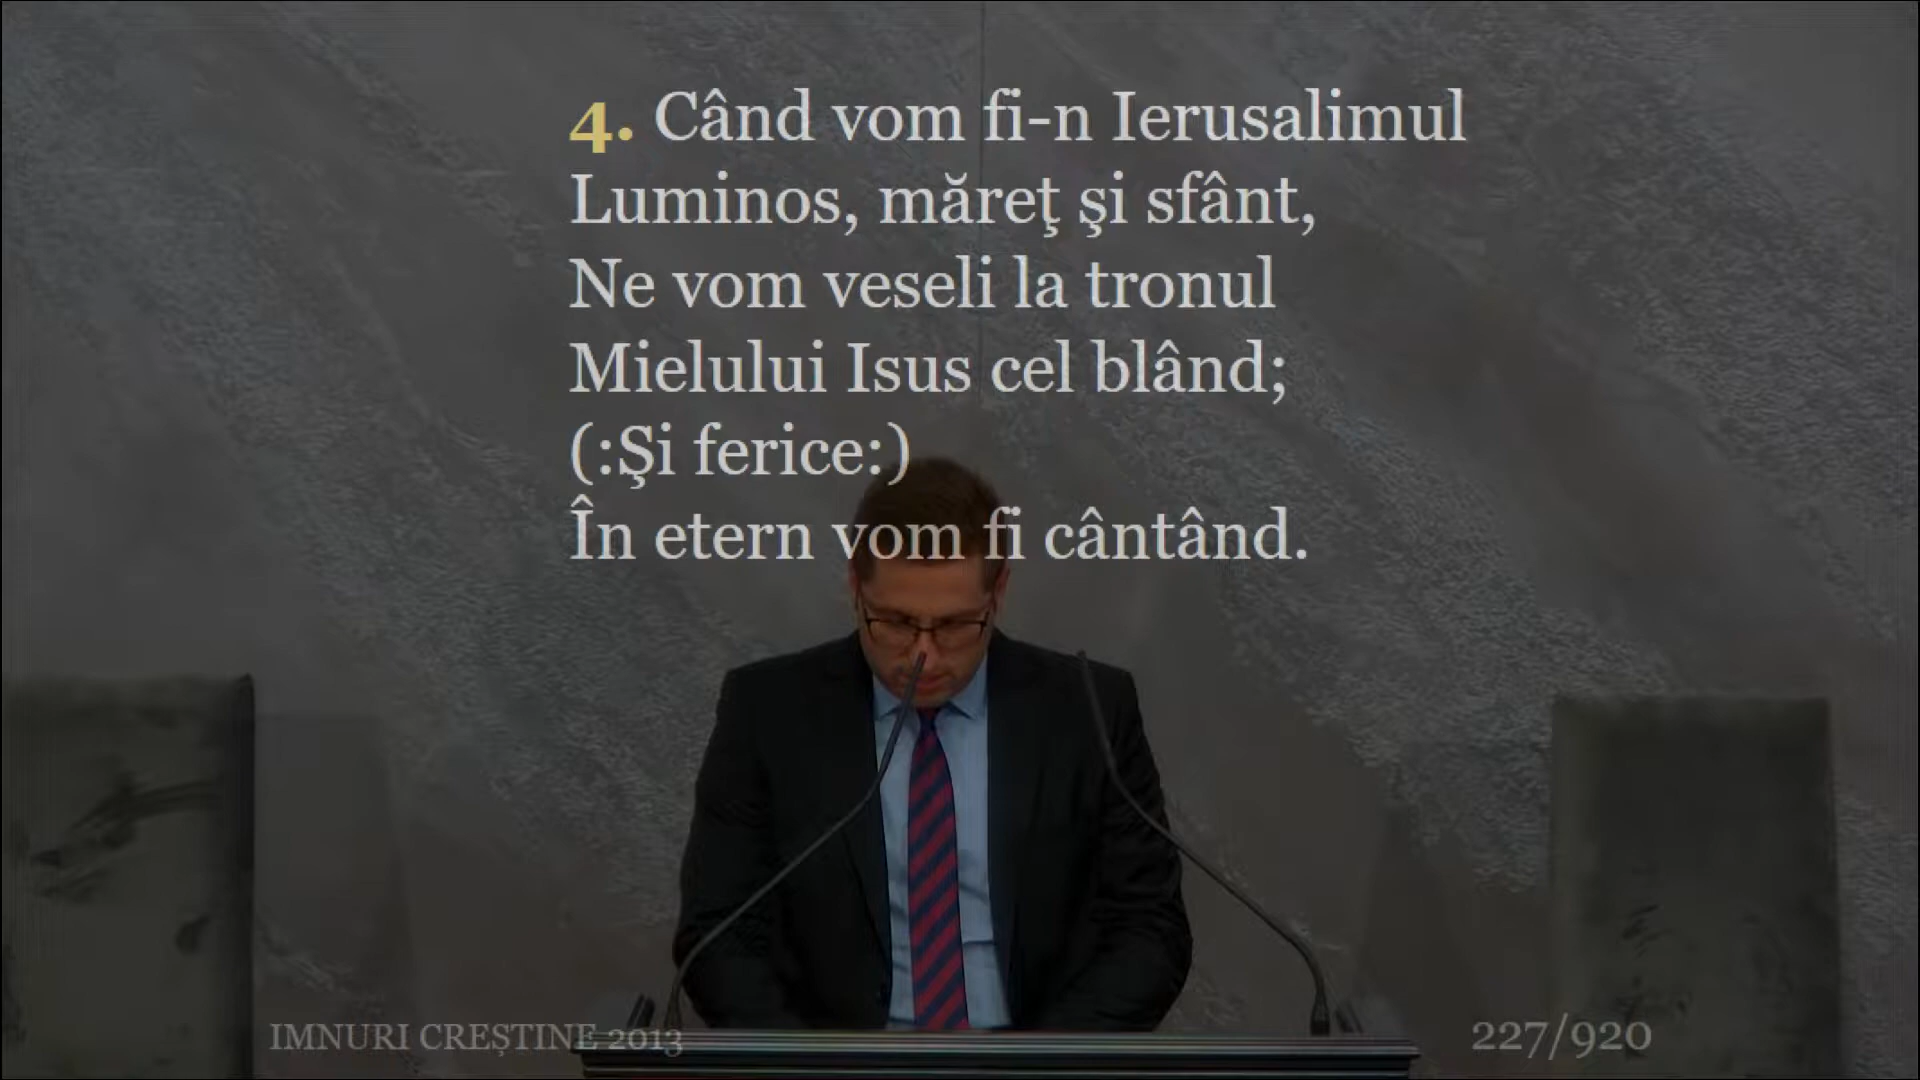 4. Când vom fi-n Ierusalimul
Luminos, măreţ şi sfânt,
Ne vom veseli la tronul
Mielului Isus cel blând;
(:Şi ferice:)
În etern vom fi cântând.
IMNURI CREȘTINE 2013
227/920